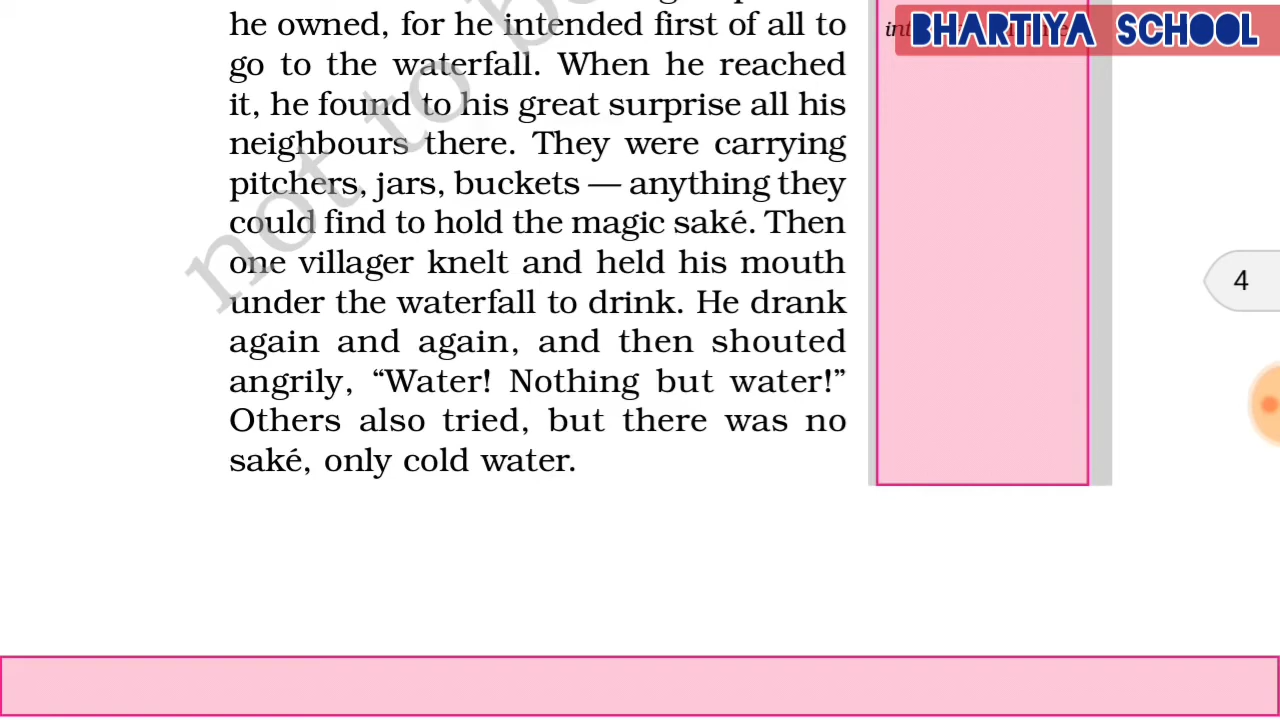 he owned, for he intended first of all to
go to the waterfall. When he reached
it, he found to his great surprise all his
neighbours there. They were carrying
pitchers, jars, buckets — anything they
could find to hold the magic saké. Then
one villager knelt and held his mouth
under the waterfall to drink. He drank
again and again, and then shouted
angrily, “Water! Nothing but water!”
Others also tried, but there was no
saké, only cold water.
not to be
BHARTIYA SCHOOL
4